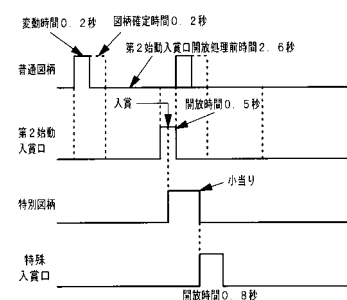 変動時間0.2秒
図柄確定時間0.2秒
第2始動入賞口開放処理前時間2.6秒
普通図柄
入賞
開放時間0.5秒
第2始動
入賞口
小当り
特別図柄
特殊
入賞口
開放時間0.8秒